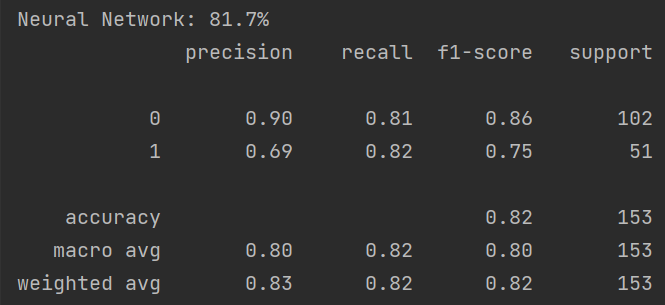 Neural Network: 81.7%
precision recall f1-score support
0 0.90 0.81 0.86 102
1 0.69 0.82 0.75 51
accuracy 0.82 153
macro avg 0.80 0.82 0.80 153
weighted avg 0.83 0.82 0.82 153